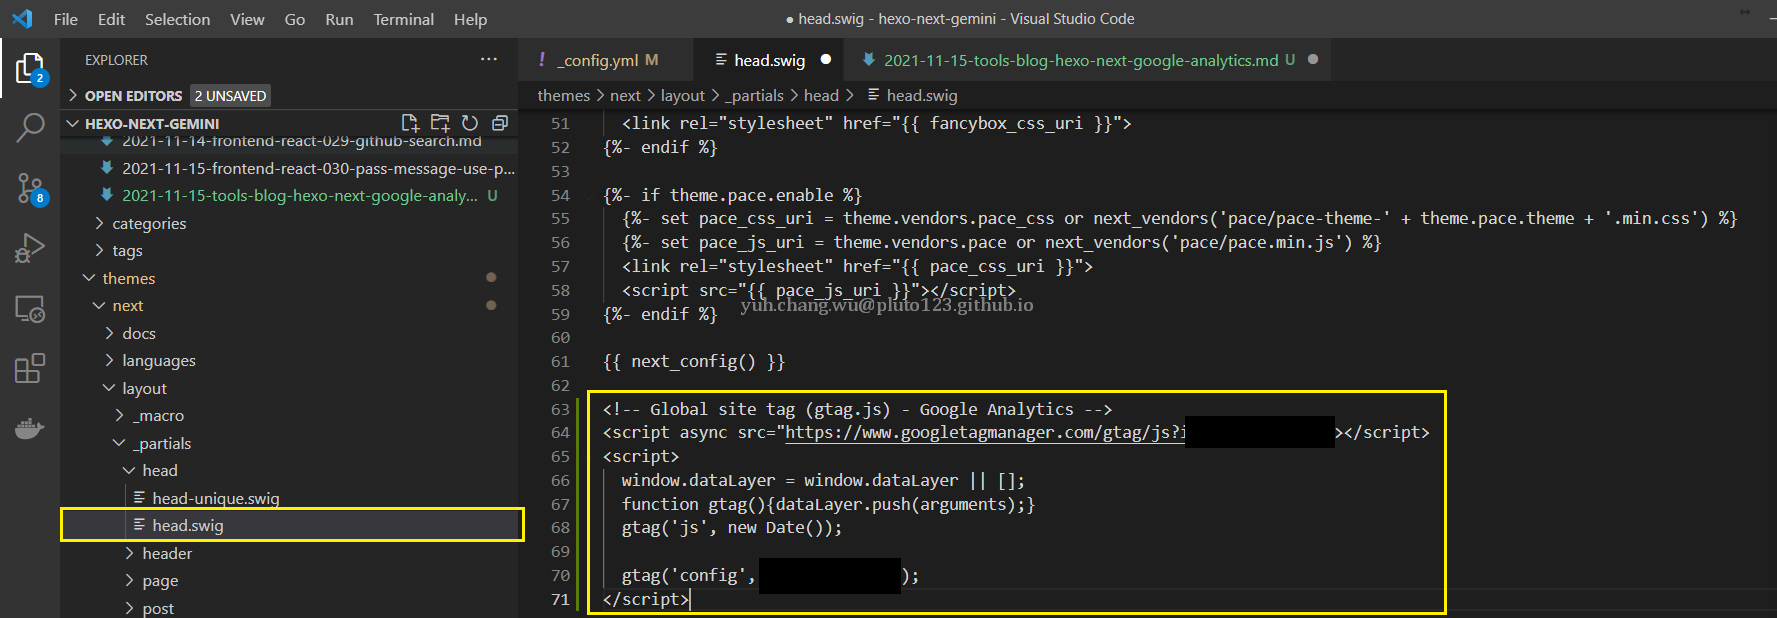 File Edit Selection View Go Run Terminal Help
● head.swig - hexo-next-gemini - Visual Studio Code
EXPLORER
OPEN EDITORS 2 UNSAVED
HEXO-NEXT-GEMINI
2021-11-14-frontend-react-029-github-search.md
2021-11-15-frontend-react-030-pass-message-use-p...
2021-11-15-tools-blog-hexo-next-google-analy... U
categories
tags
themes
next
docs
languages
layout
_macro
_partials
head
head-unique.swig
head.swig
header
page
post
2
8
! _config.yml M
head.swig ●
2021-11-15-tools-blog-hexo-next-google-analytics.md U ●
themes > next > layout > _partials > head > head.swig
51 <link rel="stylesheet" href="{{ fancybox_css_uri }}">
52 {%- endif %}
53
54 {%- if theme.pace.enable %}
55 {%- set pace_css_uri = theme.vendors.pace_css or next_vendors('pace/pace-theme-' + theme.pace.theme + '.min.css') %}
56 {%- set pace_js_uri = theme.vendors.pace or next_vendors('pace/pace.min.js') %}
57 <link rel="stylesheet" href="{{ pace_css_uri }}">
58 <script src="{{ pace_js_uri }}"></script>
yuh.chang.wu@pluto123.github.io
59 {%- endif %}
60
61 {{ next_config() }}
62
63 <!-- Global site tag (gtag.js) - Google Analytics -->
64 <script async src="https://www.googletagmanager.com/gtag/js?i ></script>
65 <script>
66 window.dataLayer = window.dataLayer || [];
67 function gtag(){dataLayer.push(arguments);}
68 gtag('js', new Date());
69
70 gtag('config', );
71 </script>